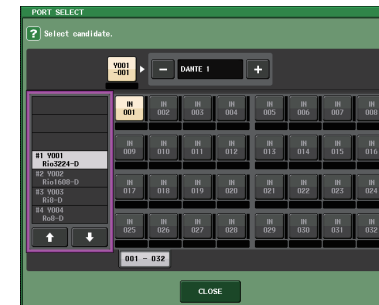 PORT SELECT
? Select candidate.
Y001
-001
DANTE 1
IN 001 IN 002 IN 003 IN 004 IN 005 IN 006 IN 007 IN 008
IN 009 IN 010 IN 011 IN 012 IN 013 IN 014 IN 015 IN 016
IN 017 IN 018 IN 019 IN 020 IN 021 IN 022 IN 023 IN 024
IN 025 IN 026 IN 027 IN 028 IN 029 IN 030 IN 031 IN 032
#1 Y001
Rio3224-D
#2 Y002
Rio1608-D
#3 Y003
Ri8-D
#4 Y004
Ro8-D
001 - 032
CLOSE